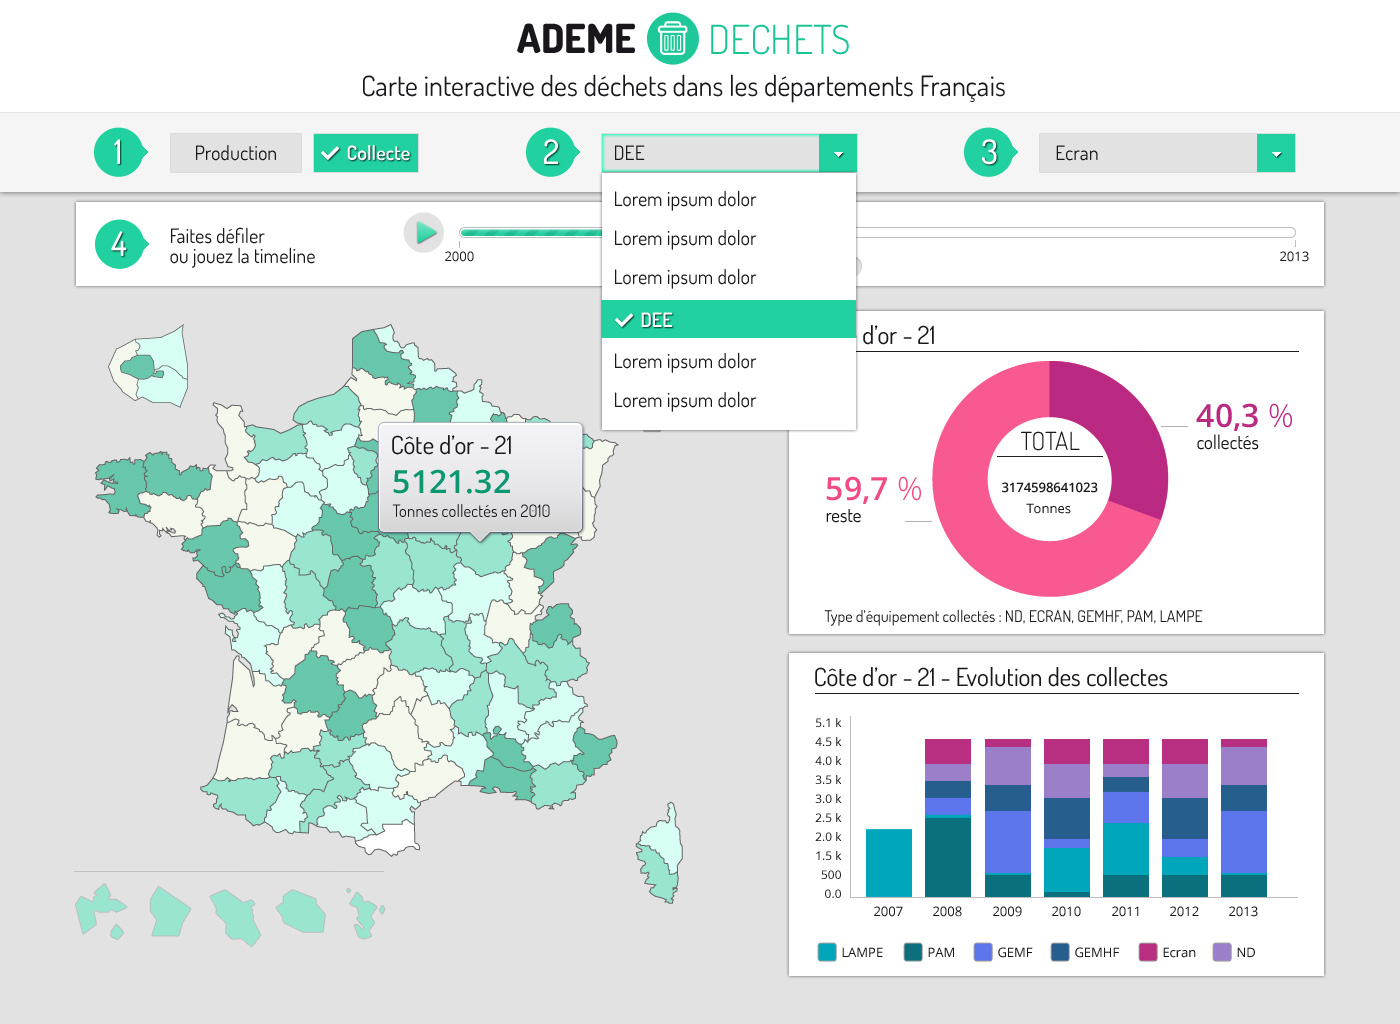 ADEME DECHETS
Carte interactive des déchets dans les départements Français
1
Production
Collecte
2
DEE
3
Ecran
Lorem ipsum dolor
Lorem ipsum dolor
Lorem ipsum dolor
DEE
Lorem ipsum dolor
Lorem ipsum dolor
4
Faites défiler
ou jouez la timeline
2000
2013
Côte d'or - 21
5121.32
Tonnes collectés en 2010
d'or - 21
40,3 %
collectés
59,7 %
reste
TOTAL
3174598641023
Tonnes
Type d'équipement collectés : ND, ECRAN, GEMHF, PAM, LAMPE
Côte d'or - 21 - Evolution des collectes
5.1 k
4.5 k
4.0 k
3.5 k
3.0 k
2.5 k
2.0 k
1.5 k
500
0.0
2007 2008 2009 2010 2011 2012 2013
LAMPE PAM GEMF GEMHF Ecran ND